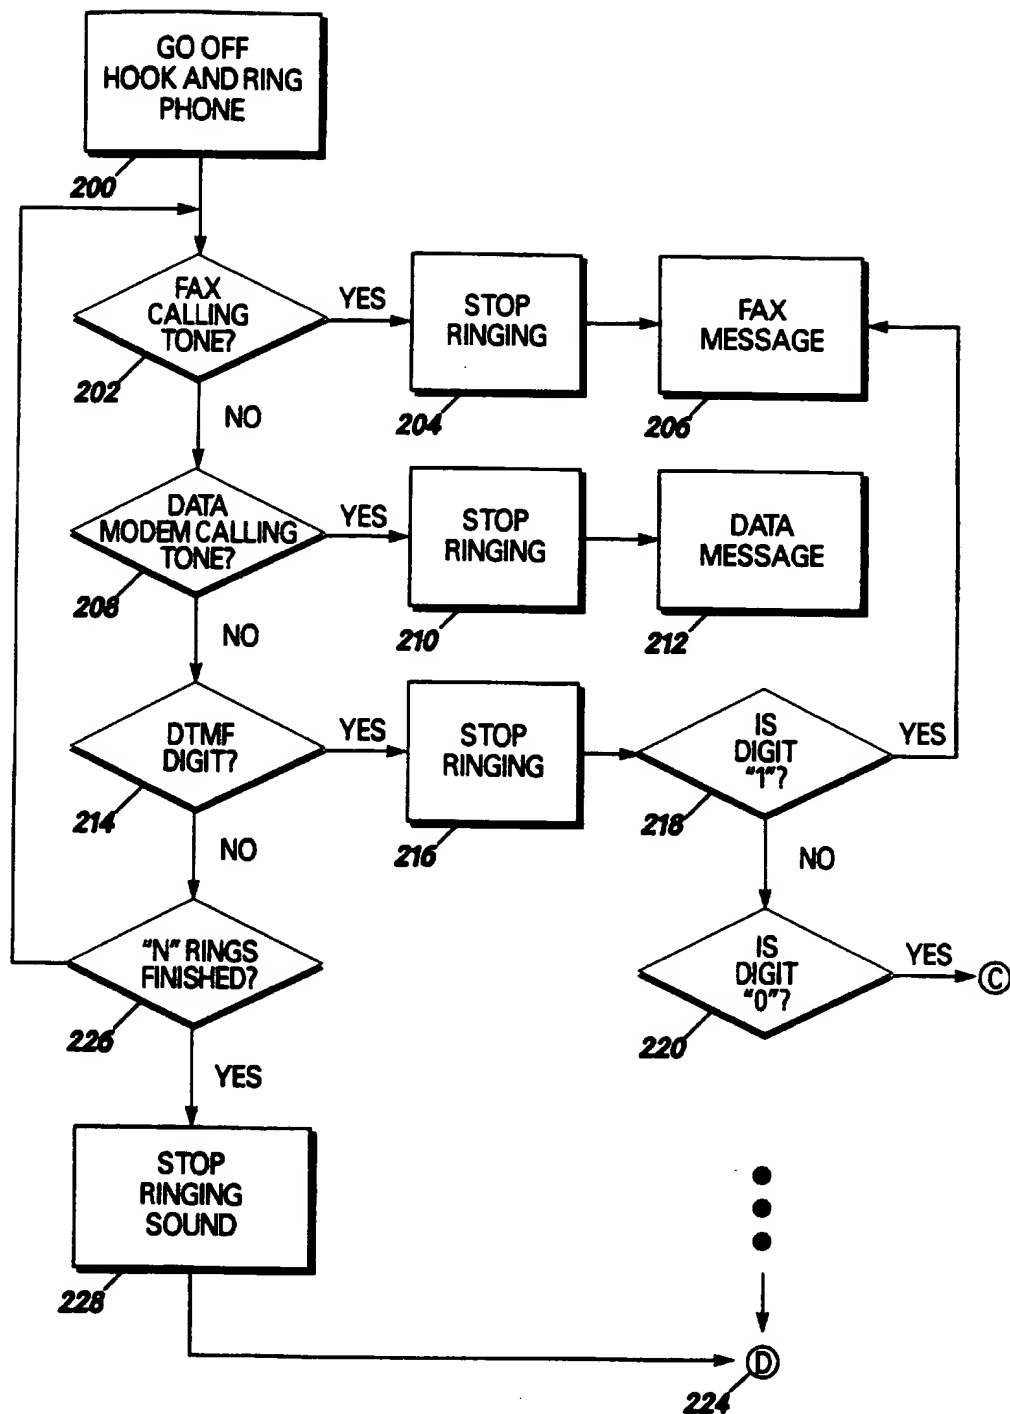 GO OFF
HOOK AND RING
PHONE
200
FAX
CALLING
TONE?
202
YES
STOP
RINGING
204
FAX
MESSAGE
206
NO
DATA
MODEM CALLING
TONE?
208
YES
STOP
RINGING
210
DATA
MESSAGE
212
NO
DTMF
DIGIT?
214
YES
STOP
RINGING
216
IS
DIGIT
"1"?
218
YES
NO
NO
"N" RINGS
FINISHED?
226
IS
DIGIT
"0"?
220
YES
C
YES
STOP
RINGING
SOUND
228
D
224